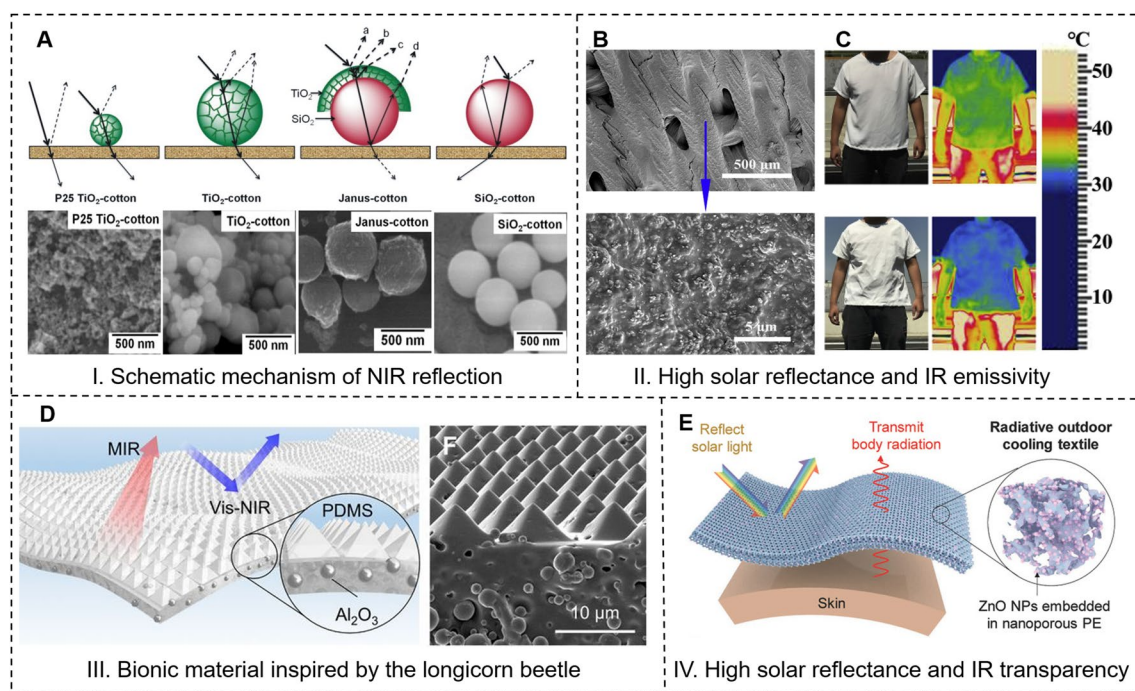 A
a
b
c
d
TiO₂
SiO₂
P25 TiO₂-cotton
TiO₂-cotton
Janus-cotton
SiO₂-cotton
P25 TiO₂-cotton
TiO₂-cotton
Janus-cotton
SiO₂-cotton
500 nm
500 nm
500 nm
500 nm
I. Schematic mechanism of NIR reflection
B
500 µm
5 µm
C
°C
50
40
30
20
10
II. High solar reflectance and IR emissivity
D
MIR
Vis-NIR
PDMS
Al₂O₃
F
10 µm
III. Bionic material inspired by the longicorn beetle
E
Reflect
solar light
Transmit
body radiation
Radiative outdoor
cooling textile
Skin
ZnO NPs embedded
in nanoporous PE
IV. High solar reflectance and IR transparency